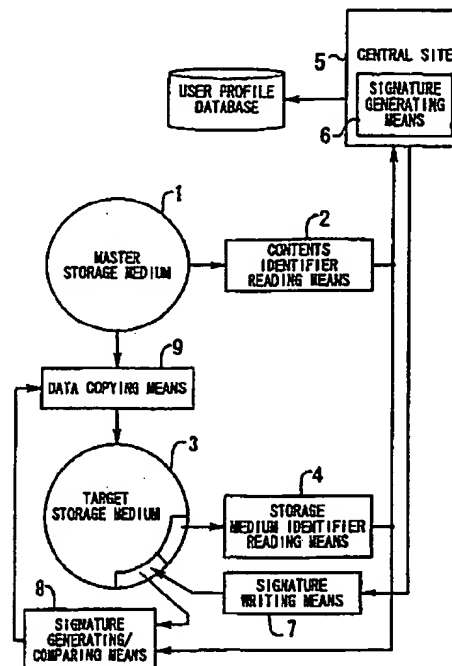 5
CENTRAL SITE
USER PROFILE
DATABASE
6
SIGNATURE
GENERATING
MEANS
1
MASTER
STORAGE MEDIUM
2
CONTENTS
IDENTIFIER
READING MEANS
9
DATA COPYING MEANS
3
TARGET
STORAGE MEDIUM
4
STORAGE
MEDIUM IDENTIFIER
READING MEANS
SIGNATURE
WRITING MEANS
7
8
SIGNATURE
GENERATING/
COMPARING MEANS